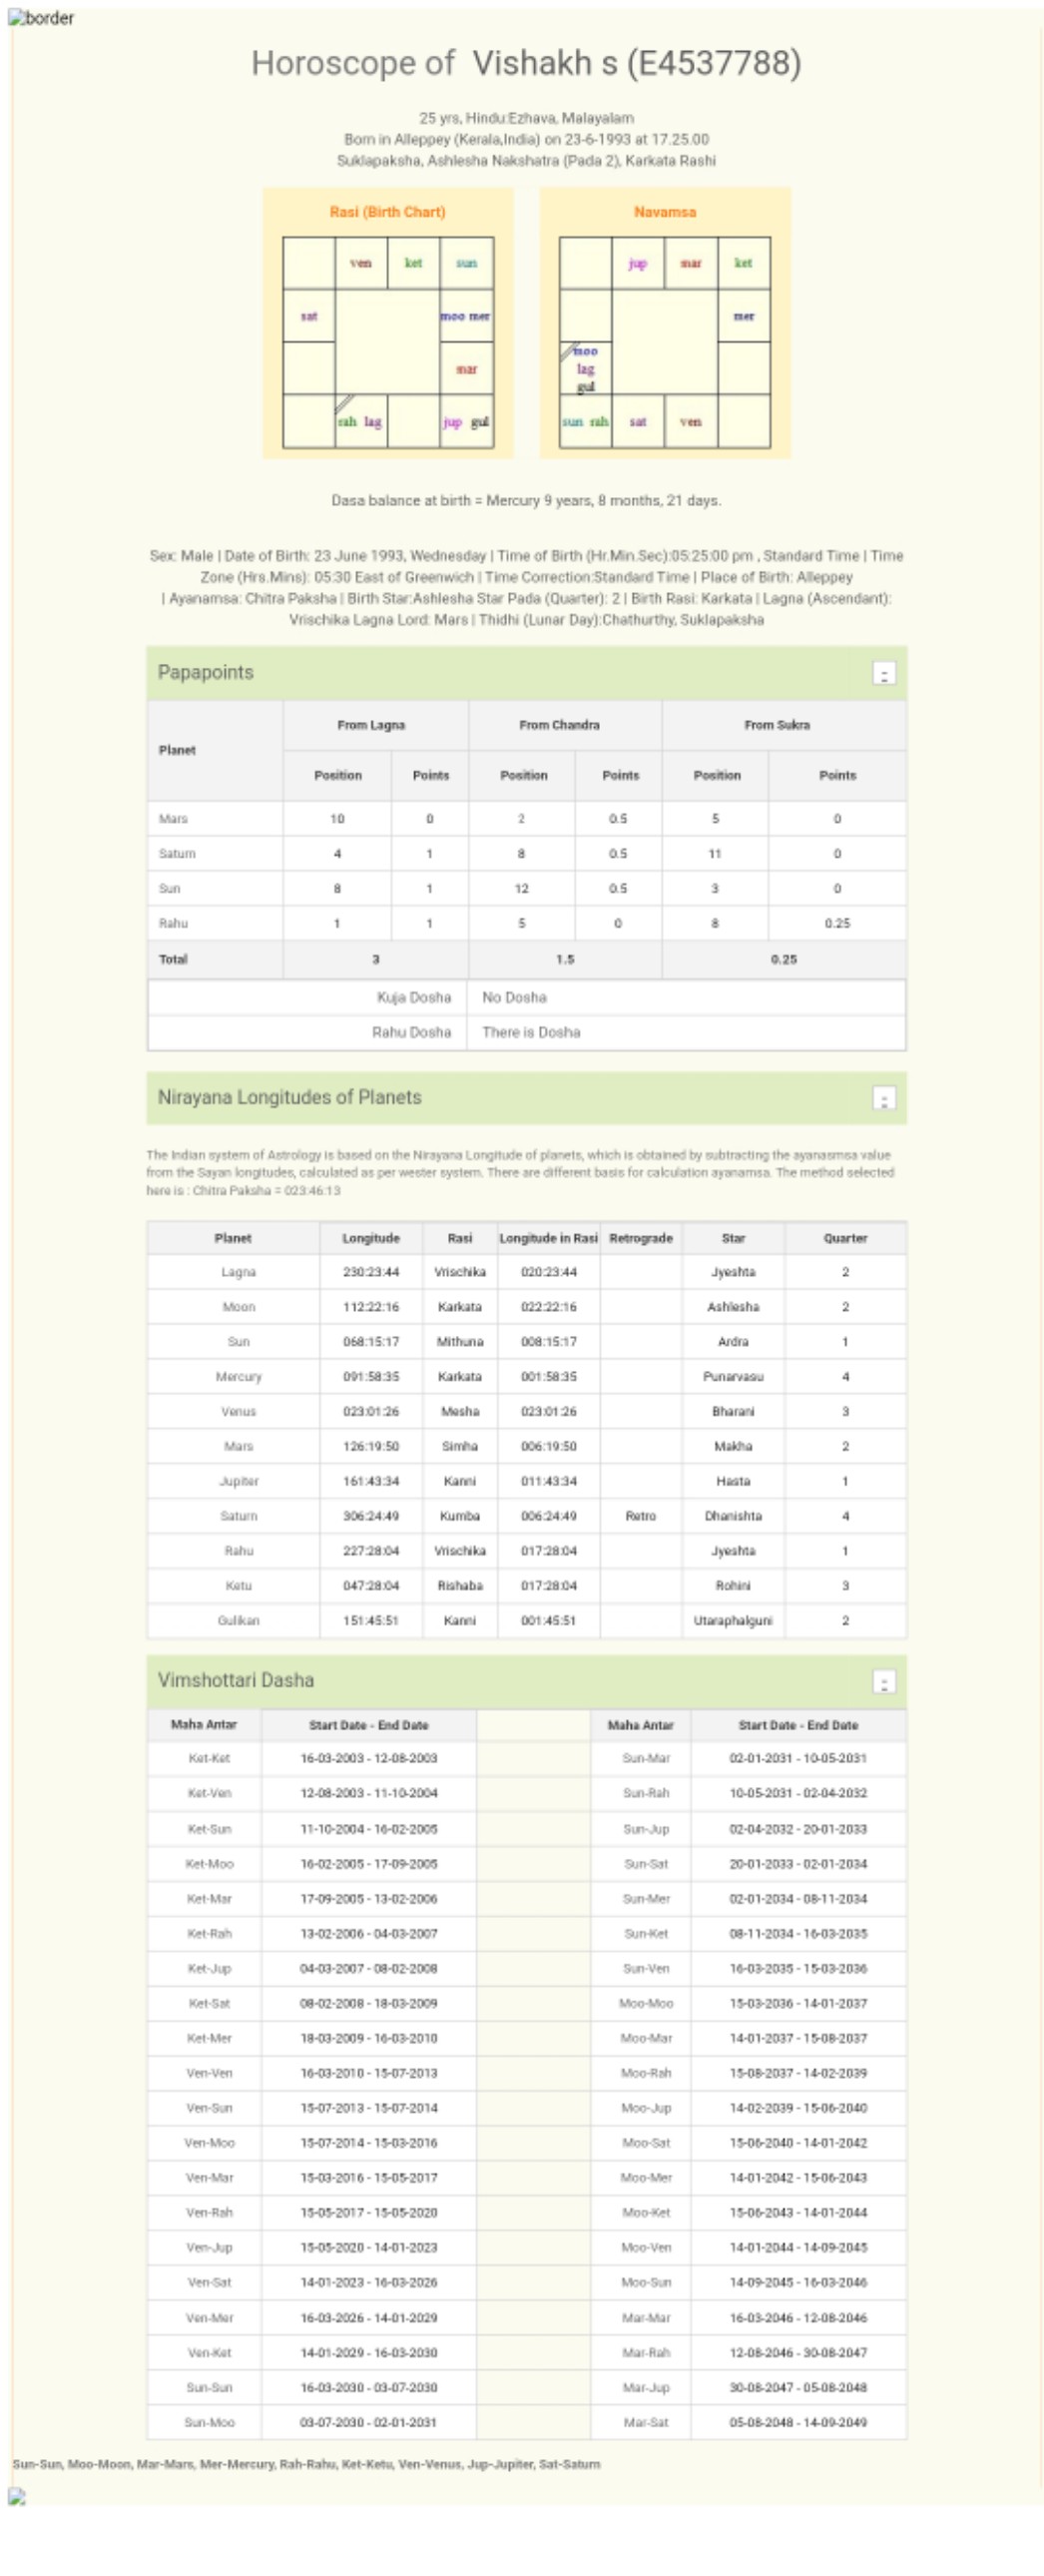 border
Horoscope of Vishakh s (E4537788)
25 yrs, Hindu:Ezhava, Malayalam
Born in Alleppey (Kerala,India) on 23-6-1993 at 17.25.00
Suklapaksha, Ashlesha Nakshatra (Pada 2), Karkata Rashi
Rasi (Birth Chart)
ven ket sun
sat moo mer
mar
rah lag jup gul
Navamsa
jup mar ket
mer
moo
lag
gul
sun rah sat ven
Dasa balance at birth = Mercury 9 years, 8 months, 21 days.
Sex: Male | Date of Birth: 23 June 1993, Wednesday | Time of Birth (Hr.Min.Sec):05:25:00 pm , Standard Time | Time
Zone (Hrs.Mins): 05:30 East of Greenwich | Time Correction:Standard Time | Place of Birth: Alleppey
| Ayanamsa: Chitra Paksha | Birth Star:Ashlesha Star Pada (Quarter): 2 | Birth Rasi: Karkata | Lagna (Ascendant):
Vrischika Lagna Lord: Mars | Thidhi (Lunar Day):Chathurthy, Suklapaksha
Papapoints
Planet From Lagna From Chandra From Sukra
Position Points Position Points Position Points
Mars 10 0 2 0.5 5 0
Saturn 4 1 8 0.5 11 0
Sun 8 1 12 0.5 3 0
Rahu 1 1 5 0 8 0.25
Total 3 1.5 0.25
Kuja Dosha No Dosha
Rahu Dosha There is Dosha
Nirayana Longitudes of Planets
The Indian system of Astrology is based on the Nirayana Longitude of planets, which is obtained by subtracting the ayanasmsa value
from the Sayan longitudes, calculated as per wester system. There are different basis for calculation ayanamsa. The method selected
here is : Chitra Paksha = 023:46:13
Planet Longitude Rasi Longitude in Rasi Retrograde Star Quarter
Lagna 230:23:44 Vrischika 020:23:44 Jyeshta 2
Moon 112:22:16 Karkata 022:22:16 Ashlesha 2
Sun 068:15:17 Mithuna 008:15:17 Ardra 1
Mercury 091:58:35 Karkata 001:58:35 Punarvasu 4
Venus 023:01:26 Mesha 023:01:26 Bharani 3
Mars 126:19:50 Simha 006:19:50 Makha 2
Jupiter 161:43:34 Kanni 011:43:34 Hasta 1
Saturn 306:24:49 Kumba 006:24:49 Retro Dhanishta 4
Rahu 227:28:04 Vrischika 017:28:04 Jyeshta 1
Ketu 047:28:04 Rishaba 017:28:04 Rohini 3
Gulikan 151:45:51 Kanni 001:45:51 Utaraphalguni 2
Vimshottari Dasha
Maha Antar Start Date - End Date Maha Antar Start Date - End Date
Ket-Ket 16-03-2003 - 12-08-2003 Sun-Mar 02-01-2031 - 10-05-2031
Ket-Ven 12-08-2003 - 11-10-2004 Sun-Rah 10-05-2031 - 02-04-2032
Ket-Sun 11-10-2004 - 16-02-2005 Sun-Jup 02-04-2032 - 20-01-2033
Ket-Moo 16-02-2005 - 17-09-2005 Sun-Sat 20-01-2033 - 02-01-2034
Ket-Mar 17-09-2005 - 13-02-2006 Sun-Mer 02-01-2034 - 08-11-2034
Ket-Rah 13-02-2006 - 04-03-2007 Sun-Ket 08-11-2034 - 16-03-2035
Ket-Jup 04-03-2007 - 08-02-2008 Sun-Ven 16-03-2035 - 15-03-2036
Ket-Sat 08-02-2008 - 18-03-2009 Moo-Moo 15-03-2036 - 14-01-2037
Ket-Mer 18-03-2009 - 16-03-2010 Moo-Mar 14-01-2037 - 15-08-2037
Ven-Ven 16-03-2010 - 15-07-2013 Moo-Rah 15-08-2037 - 14-02-2039
Ven-Sun 15-07-2013 - 15-07-2014 Moo-Jup 14-02-2039 - 15-06-2040
Ven-Moo 15-07-2014 - 15-03-2016 Moo-Sat 15-06-2040 - 14-01-2042
Ven-Mar 15-03-2016 - 15-05-2017 Moo-Mer 14-01-2042 - 15-06-2043
Ven-Rah 15-05-2017 - 15-05-2020 Moo-Ket 15-06-2043 - 14-01-2044
Ven-Jup 15-05-2020 - 14-01-2023 Moo-Ven 14-01-2044 - 14-09-2045
Ven-Sat 14-01-2023 - 16-03-2026 Moo-Sun 14-09-2045 - 16-03-2046
Ven-Mer 16-03-2026 - 14-01-2029 Mar-Mar 16-03-2046 - 12-08-2046
Ven-Ket 14-01-2029 - 16-03-2030 Mar-Rah 12-08-2046 - 30-08-2047
Sun-Sun 16-03-2030 - 03-07-2030 Mar-Jup 30-08-2047 - 05-08-2048
Sun-Moo 03-07-2030 - 02-01-2031 Mar-Sat 05-08-2048 - 14-09-2049
Sun-Sun, Moo-Moon, Mar-Mars, Mer-Mercury, Rah-Rahu, Ket-Ketu, Ven-Venus, Jup-Jupiter, Sat-Saturn